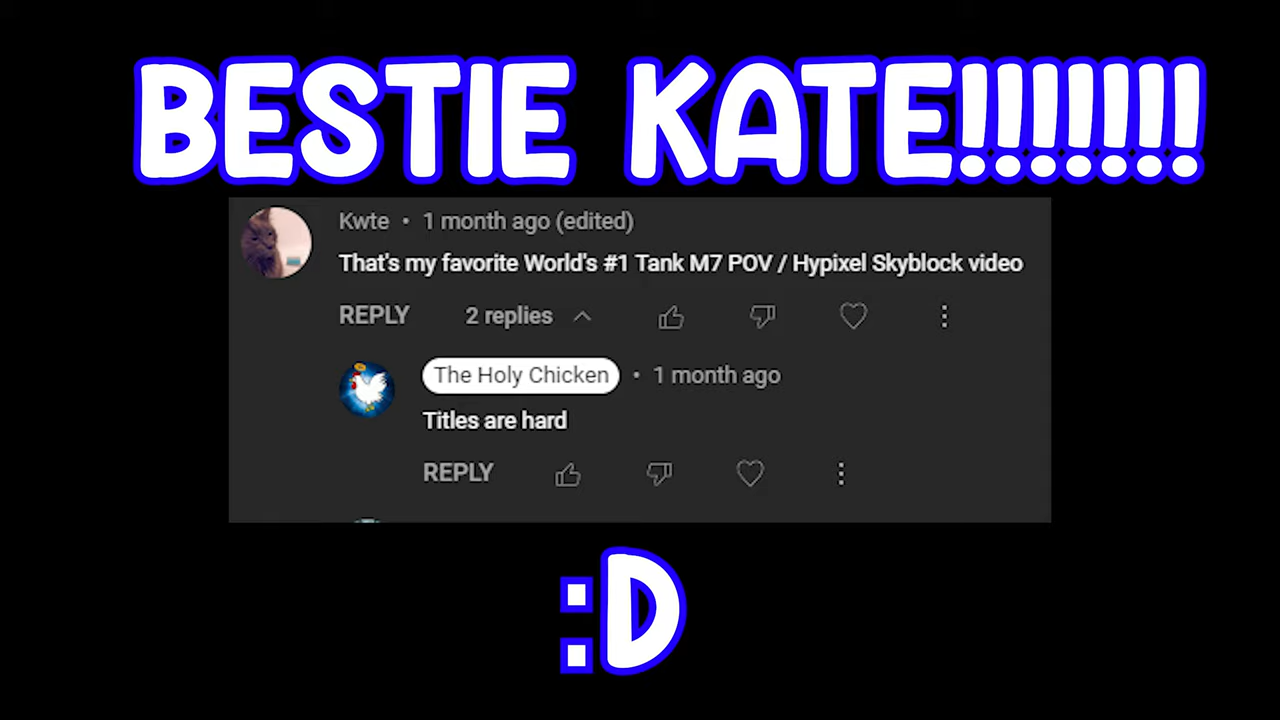 BESTIE KATE!!!!!!!
Kwte • 1 month ago (edited)
That's my favorite World's #1 Tank M7 POV / Hypixel Skyblock video
REPLY 2 replies
The Holy Chicken • 1 month ago
Titles are hard
REPLY
:D